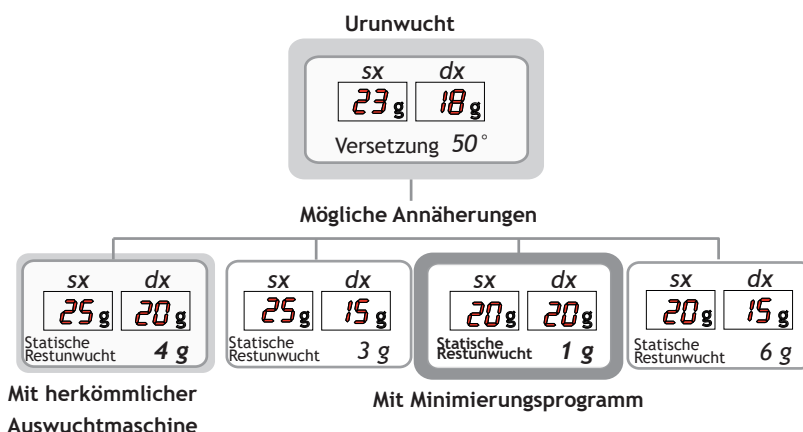 Urunwucht
sx dx
23 g 18 g
Versetzung 50°
Mögliche Annäherungen
sx dx
25 g 20 g
Statische
Restunwucht 4 g
sx dx
25 g 15 g
Statische
Restunwucht 3 g
sx dx
20 g 20 g
Statische
Restunwucht 1 g
sx dx
20 g 15 g
Statische
Restunwucht 6 g
Mit herkömmlicher
Auswuchtmaschine
Mit Minimierungsprogramm